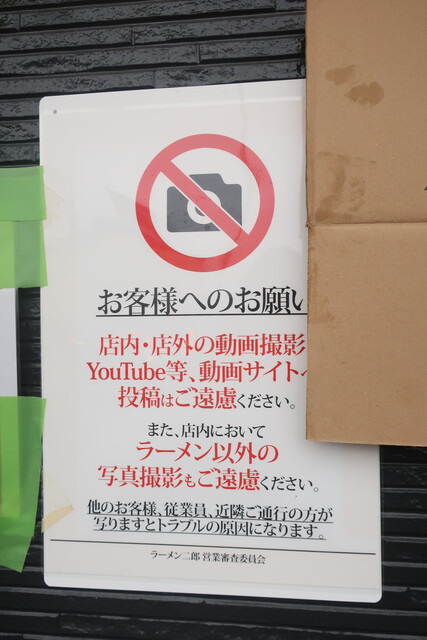 お客様へのお願い
店内・店外の動画撮影
YouTube等、動画サイトへ
投稿はご遠慮ください。
また、店内において
ラーメン以外の
写真撮影もご遠慮ください。
他のお客様、従業員、近隣ご通行の方が
写りますとトラブルの原因になります。
ラーメン二郎 営業審査委員会